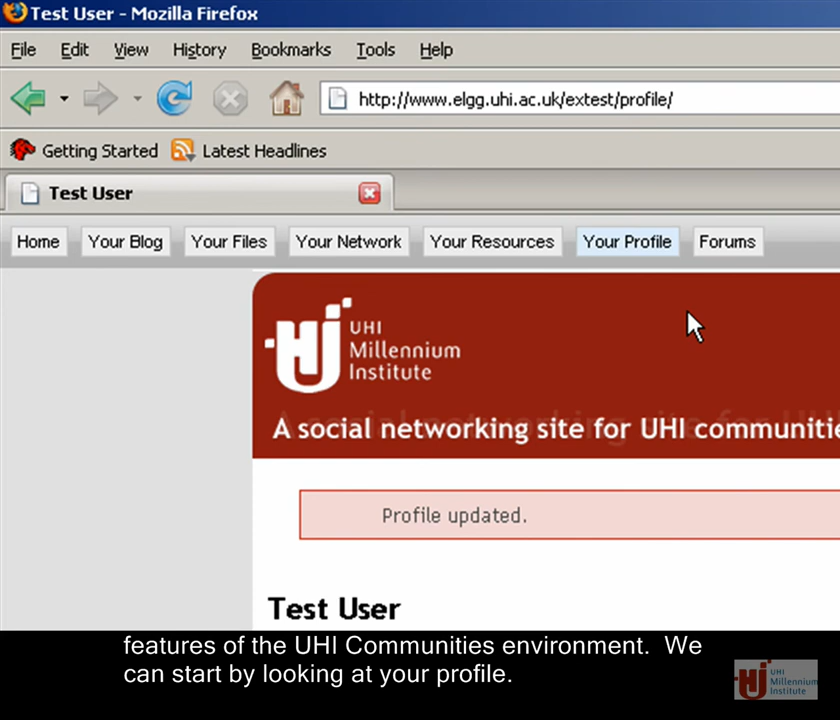 Test User - Mozilla Firefox
File Edit View History Bookmarks Tools Help
http://www.elgg.uhi.ac.uk/extest/profile/
Getting Started Latest Headlines
Test User
Home Your Blog Your Files Your Network Your Resources Your Profile Forums
UHI
Millennium
Institute
A social networking site for UHI communitie
Profile updated.
Test User
features of the UHI Communities environment. We
can start by looking at your profile.
UHI
Millennium
Institute